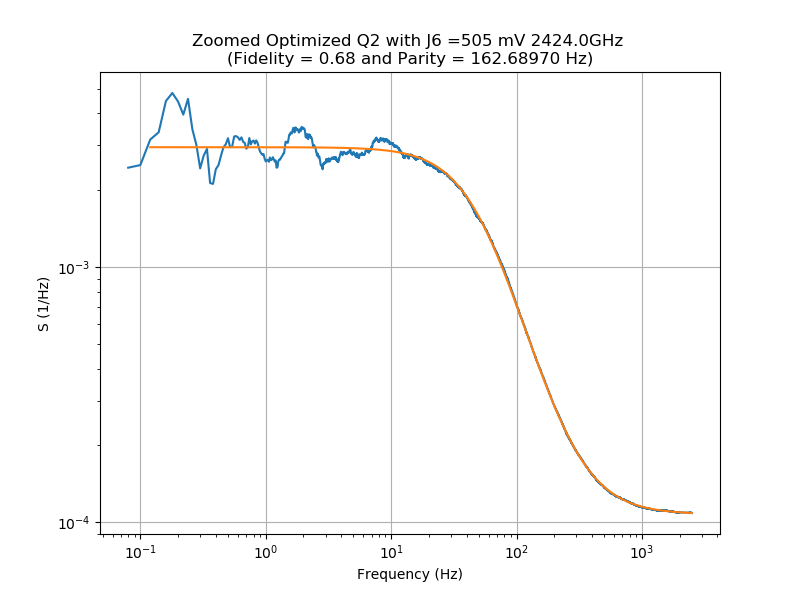 Zoomed Optimized Q2 with J6 =505 mV 2424.0GHz
(Fidelity = 0.68 and Parity = 162.68970 Hz)
S (1/Hz)
10⁻³
10⁻⁴
10⁻¹ 10⁰ 10¹ 10² 10³
Frequency (Hz)